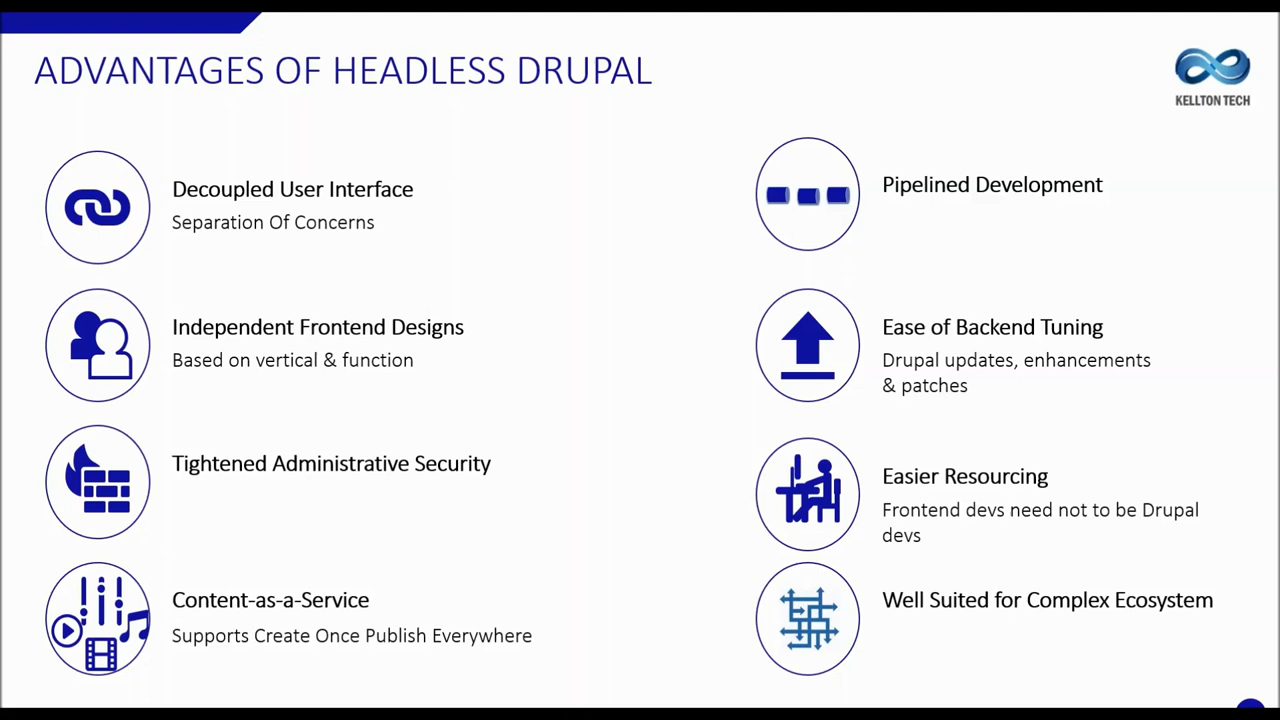 ADVANTAGES OF HEADLESS DRUPAL
KELLTON TECH
Decoupled User Interface
Separation Of Concerns
Independent Frontend Designs
Based on vertical & function
Tightened Administrative Security
Content-as-a-Service
Supports Create Once Publish Everywhere
Pipelined Development
Ease of Backend Tuning
Drupal updates, enhancements
& patches
Easier Resourcing
Frontend devs need not to be Drupal
devs
Well Suited for Complex Ecosystem